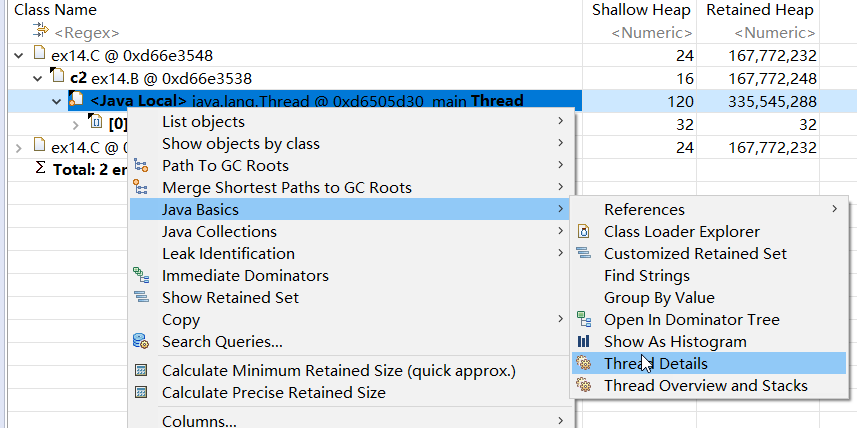 Class Name Shallow Heap Retained Heap
<Regex> <Numeric> <Numeric>
ex14.C @ 0xd66e3548 24 167,772,232
c2 ex14.B @ 0xd66e3538 16 167,772,248
<Java Local> java.lang.Thread @ 0xd6505d30 main Thread 120 335,545,288
[0] 32 32
ex14.C @ 24 167,772,232
Σ Total: 2
List objects
Show objects by class
Path To GC Roots
Merge Shortest Paths to GC Roots
Java Basics
Java Collections
Leak Identification
Immediate Dominators
Show Retained Set
Copy
Search Queries...
Calculate Minimum Retained Size (quick approx.)
Calculate Precise Retained Size
Columns...
References
Class Loader Explorer
Customized Retained Set
Find Strings
Group By Value
Open In Dominator Tree
Show As Histogram
Thread Details
Thread Overview and Stacks